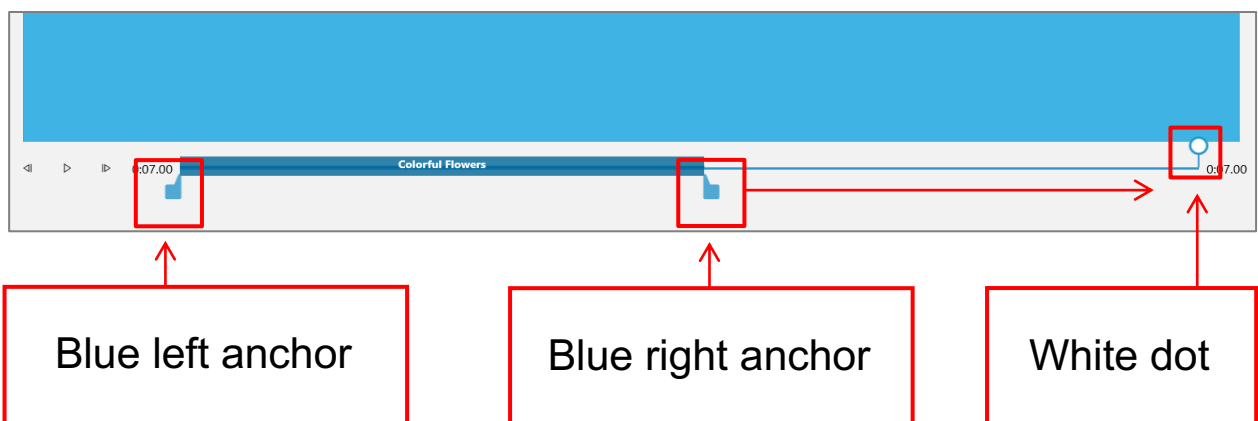 Colorful Flowers
0:07.00
0:07.00
Blue left anchor
Blue right anchor
White dot